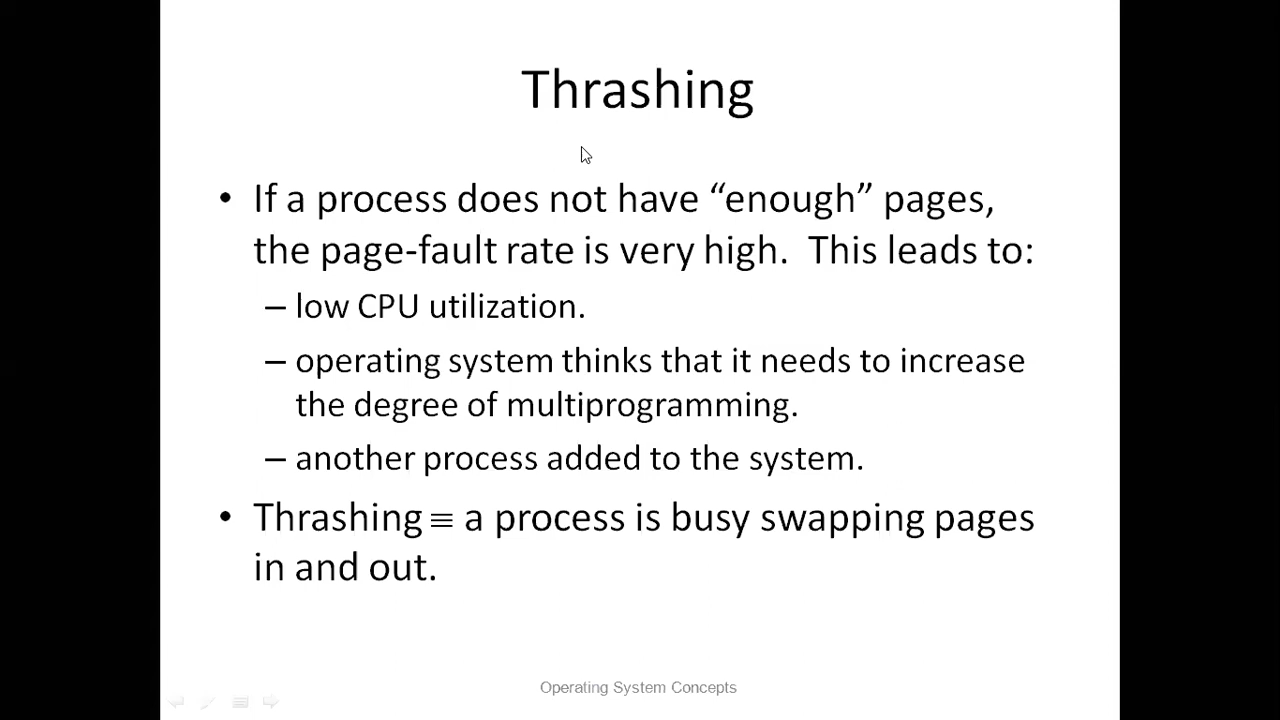 Thrashing
• If a process does not have “enough” pages,
the page-fault rate is very high.  This leads to:
– low CPU utilization.
– operating system thinks that it needs to increase
the degree of multiprogramming.
– another process added to the system.
• Thrashing ≡ a process is busy swapping pages
in and out.
Operating System Concepts